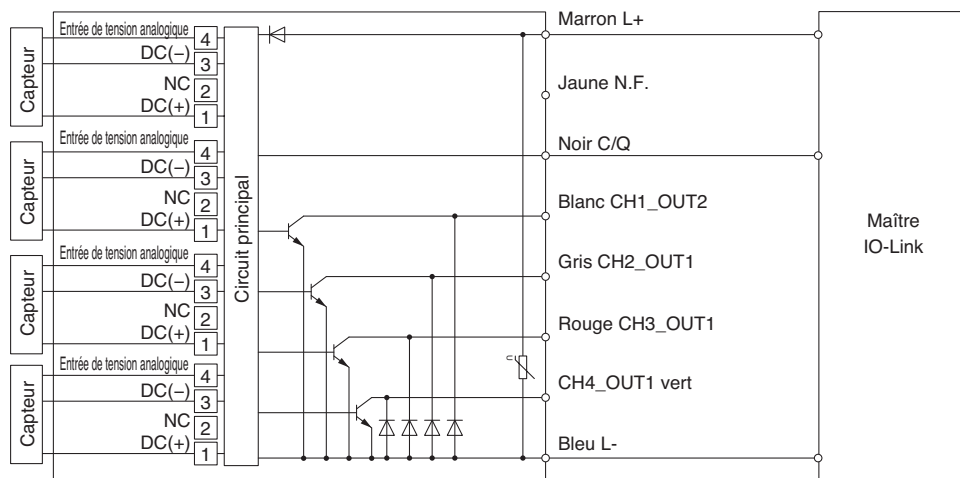 Capteur
Entrée de tension analogique
4
DC(−)
3
NC
2
DC(+)
1
Capteur
Entrée de tension analogique
4
DC(−)
3
NC
2
DC(+)
1
Capteur
Entrée de tension analogique
4
DC(−)
3
NC
2
DC(+)
1
Capteur
Entrée de tension analogique
4
DC(−)
3
NC
2
DC(+)
1
Circuit principal
Marron L+
Jaune N.F.
Noir C/Q
Blanc CH1_OUT2
Gris CH2_OUT1
Rouge CH3_OUT1
CH4_OUT1 vert
Bleu L-
Maître
IO-Link